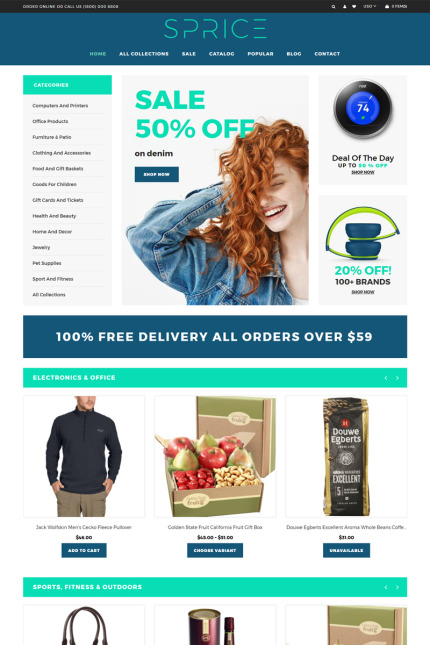 ORDER ONLINE OO CALL US (1800) 000 8808
USD
0 ITEM(S)
SPRICE
HOME ALL COLLECTIONS SALE CATALOG POPULAR BLOG CONTACT
CATEGORIES
Computers And Printers
Office Products
Furniture & Patio
Clothing And Accessories
Food And Gift Baskets
Goods For Children
Gift Cards And Tickets
Health And Beauty
Home And Decor
Jewelry
Pet Supplies
Sport And Fitness
All Collections
SALE
50% OFF
on denim
SHOP NOW
74
Deal Of The Day
UP TO
% OFF
SHOP NOW
20% OFF!
100+ BRANDS
SHOP NOW
100% FREE DELIVERY ALL ORDERS OVER $59
ELECTRONICS & OFFICE
Jack Wolfskin Men's Gecko Fleece Pullover
$46.00
ADD TO CART
Golden State Fruit California Fruit Gift Box
$45.00 - $51.00
CHOOSE VARIANT
Douwe Egberts
EXCELLENT
5
Douwe Egberts Excellent Aroma Whole Beans Coffe...
$31.00
UNAVAILABLE
SPORTS, FITNESS & OUTDOORS